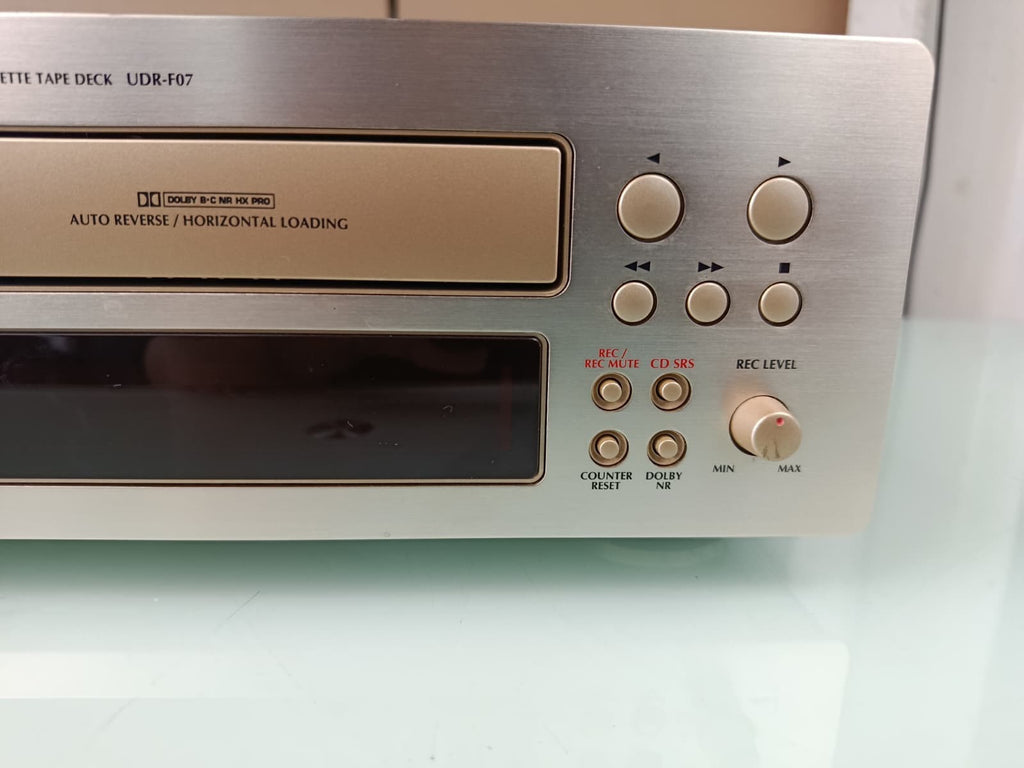 ETTE TAPE DECK UDR-F07
DOLBY B·C NR HX PRO
AUTO REVERSE / HORIZONTAL LOADING
REC /
REC MUTE
CD SRS
REC LEVEL
MIN
MAX
COUNTER
RESET
DOLBY
NR